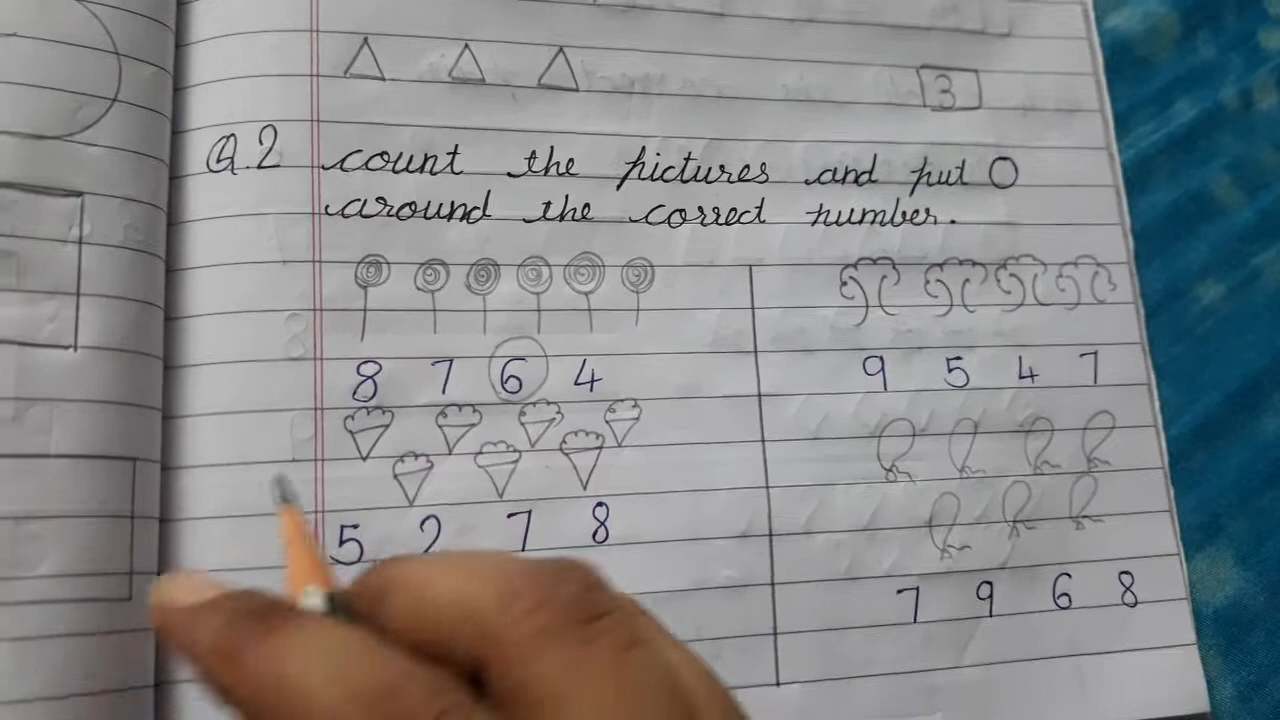 3
Q.2 count the pictures and put O
around the correct number.
8 7 6 4
9 5 4 7
5 2 7 8
7 9 6 8